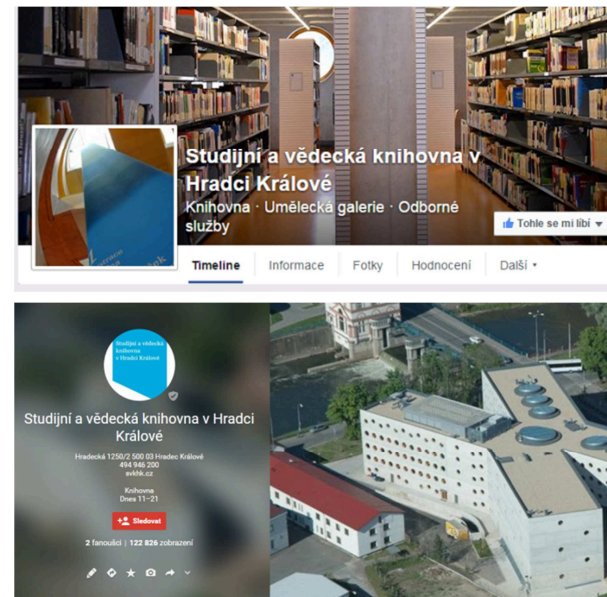 Studijní a vědecká knihovna v
Hradci Králové
Knihovna · Umělecká galerie · Odborné
služby
Tohle se mi líbí
Timeline
Informace
Fotky
Hodnocení
Další
Studijní a vědecká
knihovna
v Hradci Králové
Studijní a vědecká knihovna v Hradci
Králové
Hradecká 1250/2 500 03 Hradec Králové
494 946 200
svkhk.cz
Knihovna
Dnes 11–21
Sledovat
2 fanoušci | 122 826 zobrazení